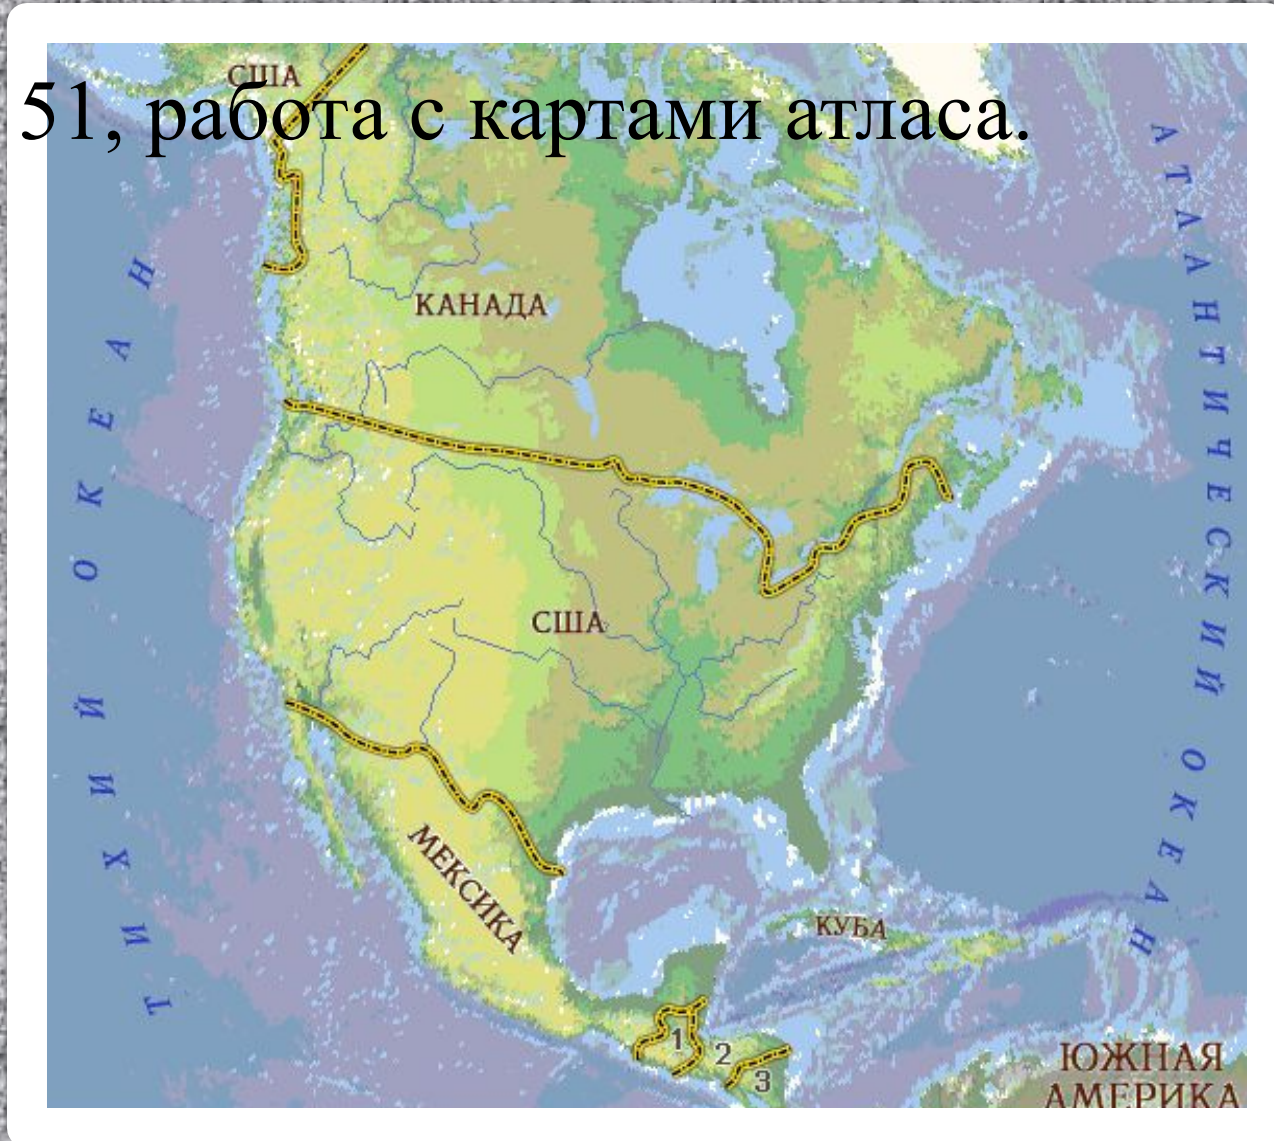 США
51, работа с картами атласа.
КАНАДА
США
МЕКСИКА
КУБА
ТИХИЙ ОКЕАН
АТЛАНТИЧЕСКИЙ ОКЕАН
1
2
3
ЮЖНАЯ
АМЕРИКА